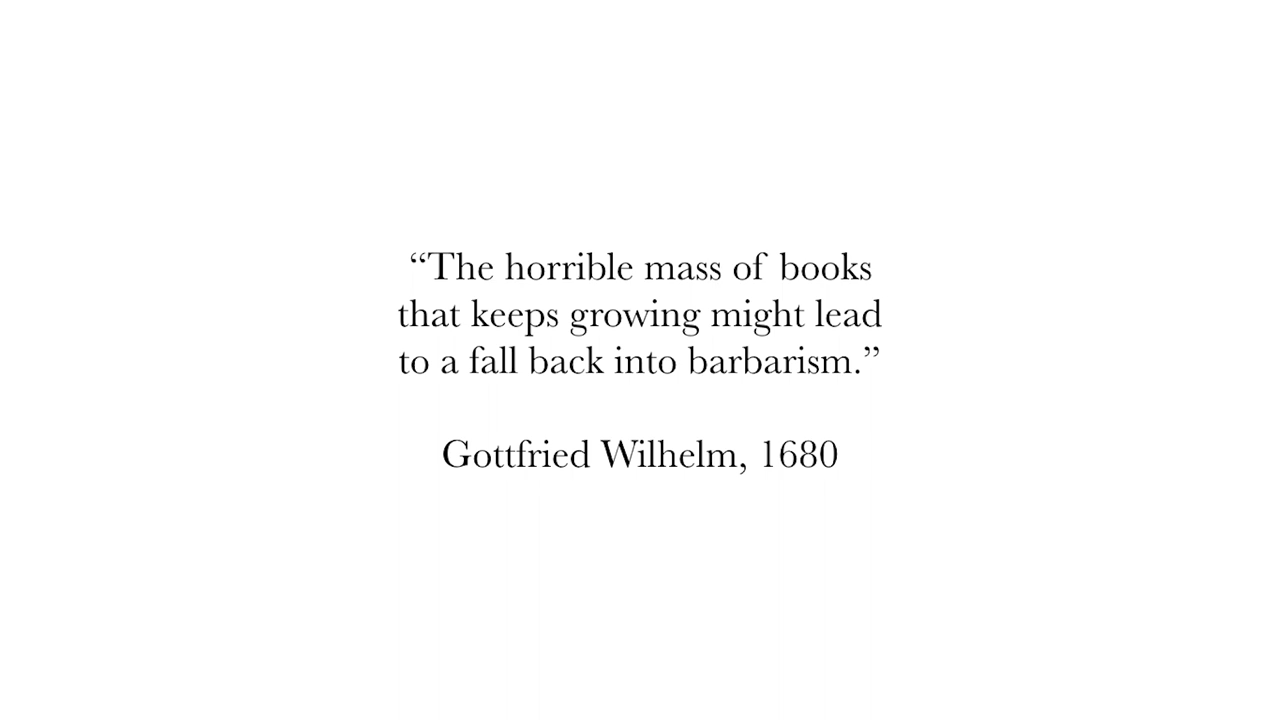 “The horrible mass of books
that keeps growing might lead
to a fall back into barbarism.”
Gottfried Wilhelm, 1680